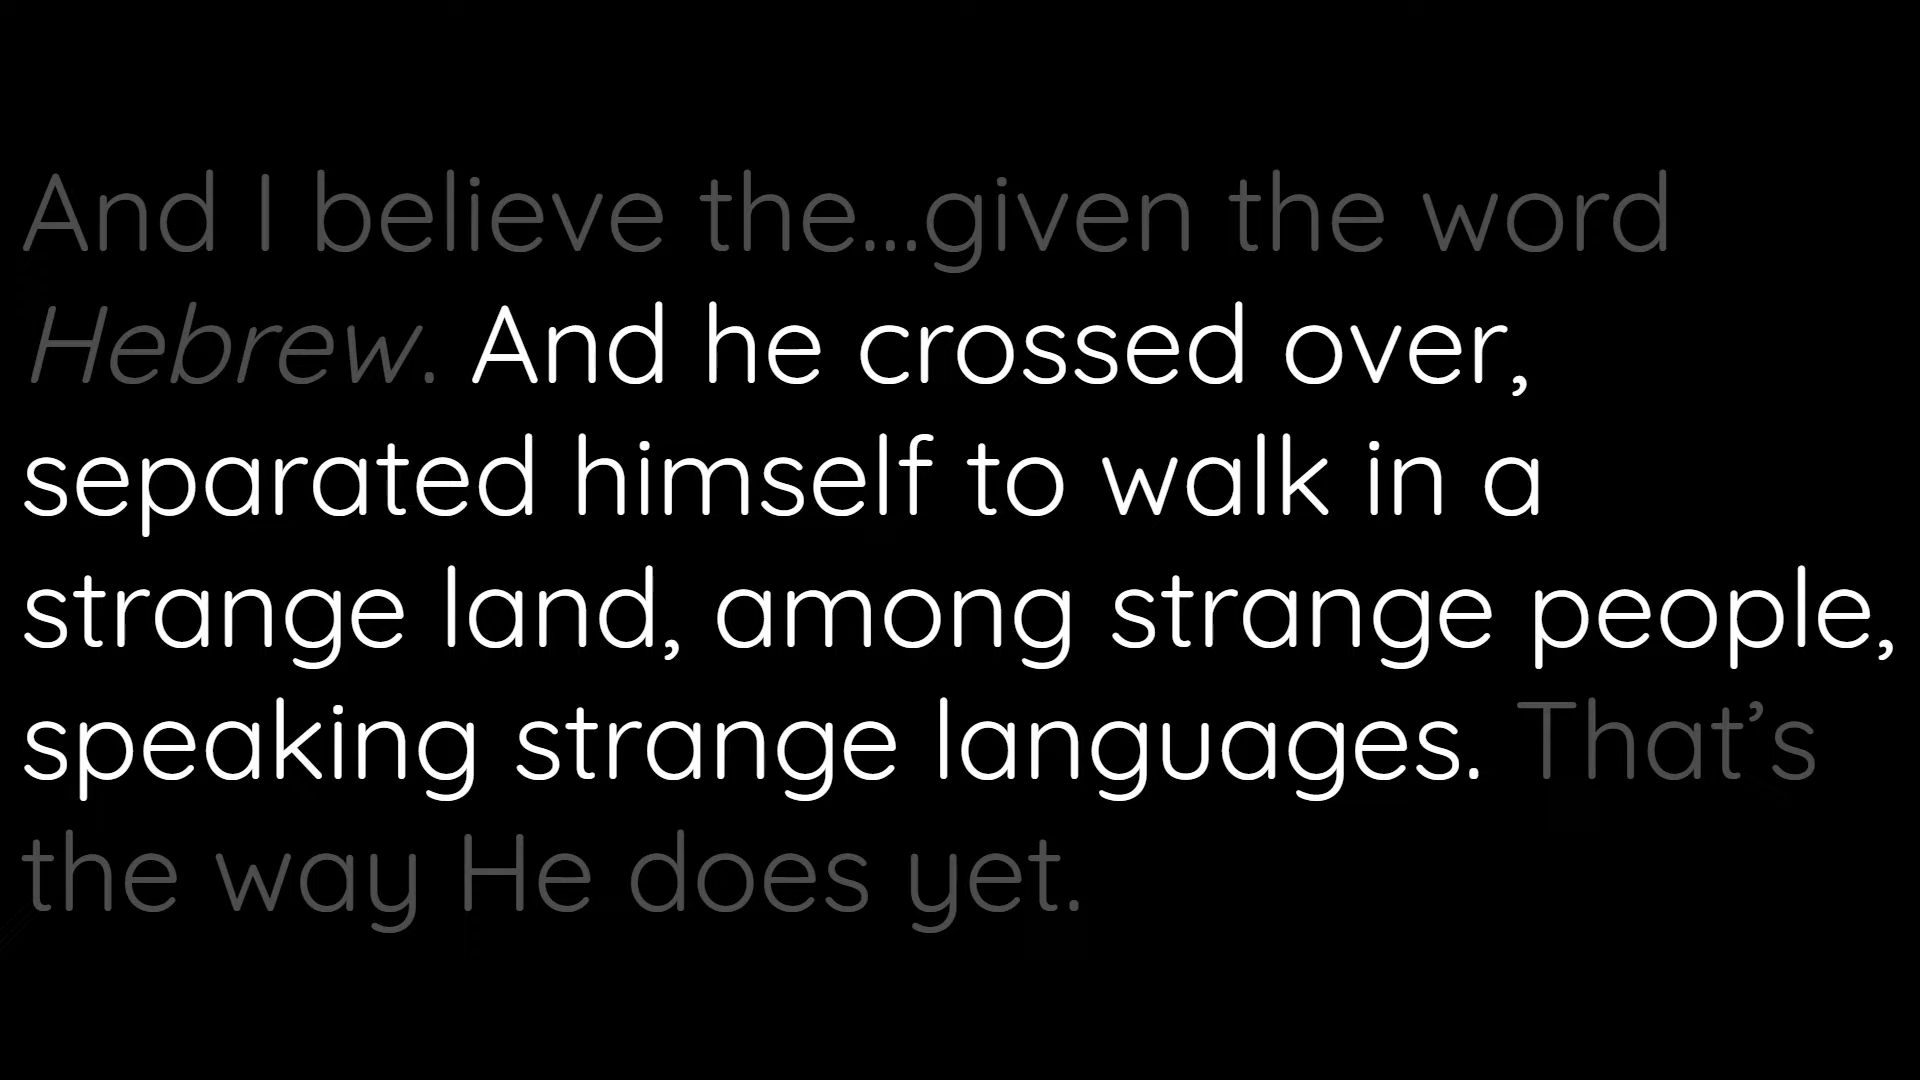 And I believe the...given the word
Hebrew. And he crossed over,
separated himself to walk in a
strange land, among strange people,
speaking strange languages. That’s
the way He does yet.